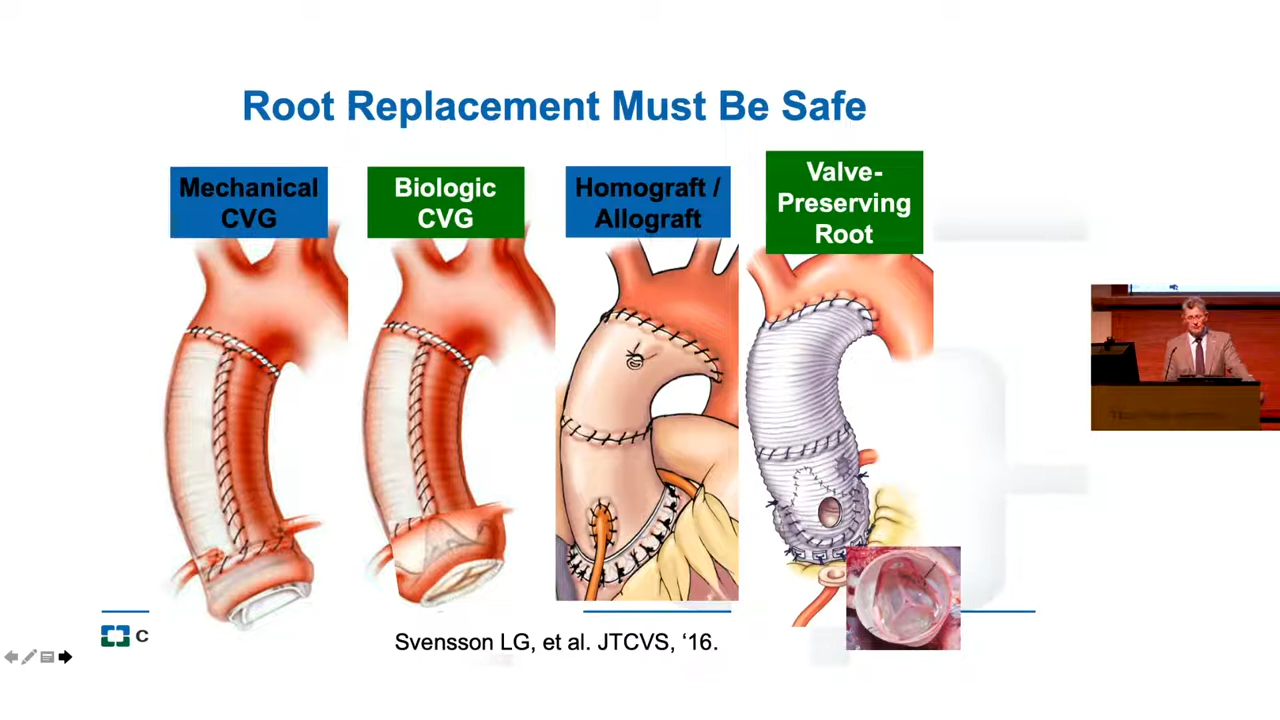 Root Replacement Must Be Safe
Mechanical
CVG
Biologic
CVG
Homograft /
Allograft
Valve-
Preserving
Root
C
Svensson LG, et al. JTCVS, ‘16.